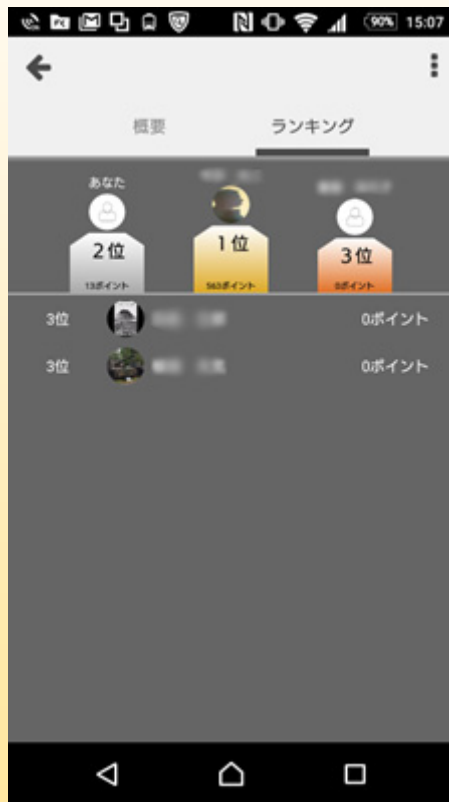 90% 15:07
概要 ランキング
あなた
2位 1位 3位
13ポイント 563ポイント 0ポイント
3位 0ポイント
3位 0ポイント